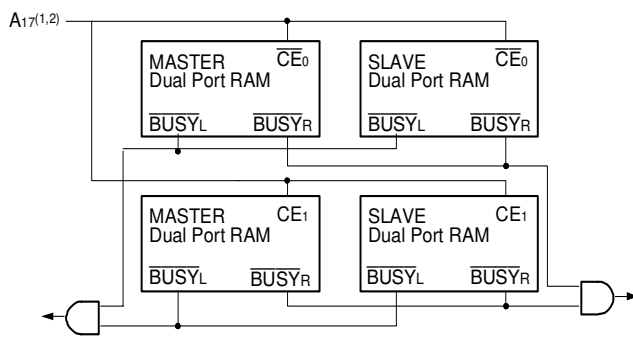 A17(1,2)
MASTER CE0 SLAVE CE0
Dual Port RAM Dual Port RAM
BUSYL BUSYR BUSYL BUSYR
MASTER CE1 SLAVE CE1
Dual Port RAM Dual Port RAM
BUSYL BUSYR BUSYL BUSYR